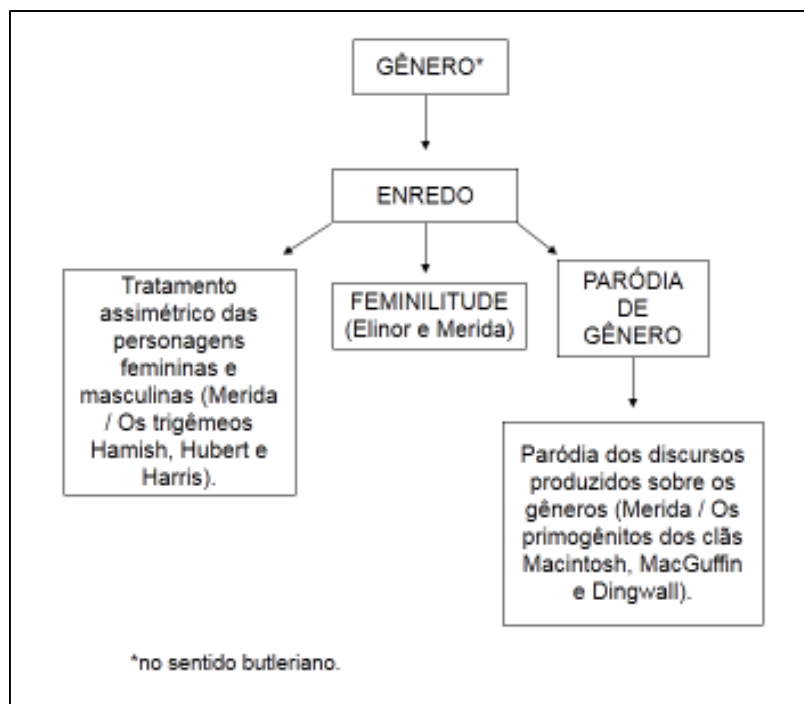 GÊNERO*
ENREDO
Tratamento
assimétrico das
personagens
femininas e
masculinas (Merida
/ Os trigêmeos
Hamish, Hubert e
Harris).
FEMINILITUDE
(Elinor e Merida)
PARÓDIA
DE
GÊNERO
Paródia dos discursos
produzidos sobre os
gêneros (Merida / Os
primogênitos dos clãs
Macintosh, MacGuffin
e Dingwall).
*no sentido butleriano.